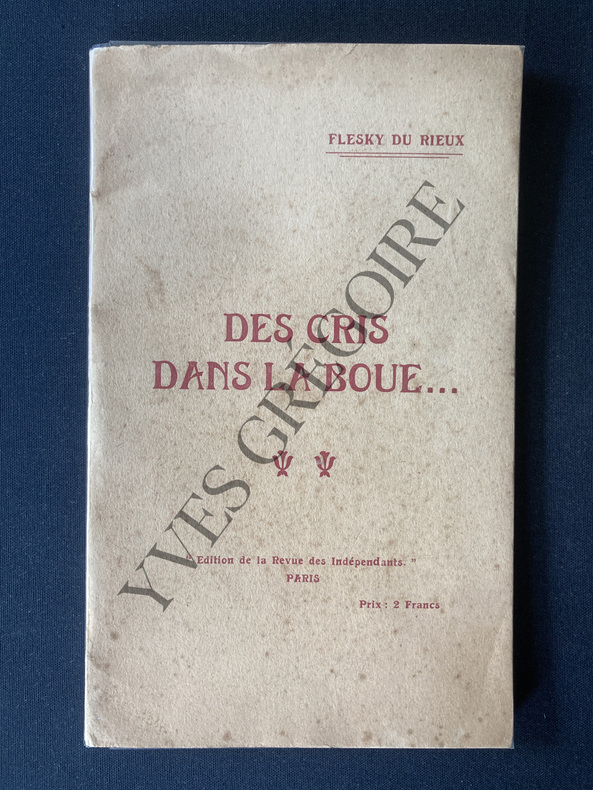 FLESKY DU RIEUX
DES CRIS
DANS LA BOUE...
" Edition de la Revue des Indépendants. "
PARIS
Prix : 2 Francs
YVES GRÉGOIRE